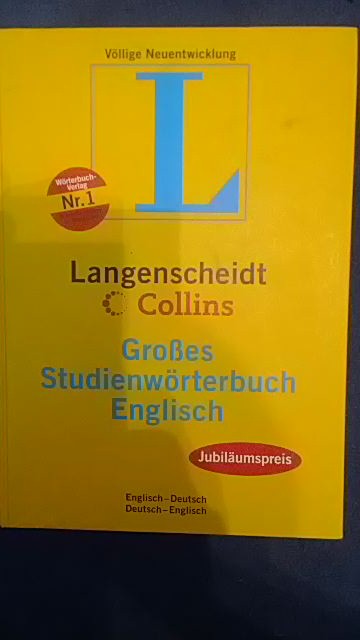 Völlige Neuentwicklung
L
Wörterbuch-
Verlag
Nr. 1
Langenscheidt
Collins
Großes
Studienwörterbuch
Englisch
Jubiläumspreis
Englisch–Deutsch
Deutsch–Englisch